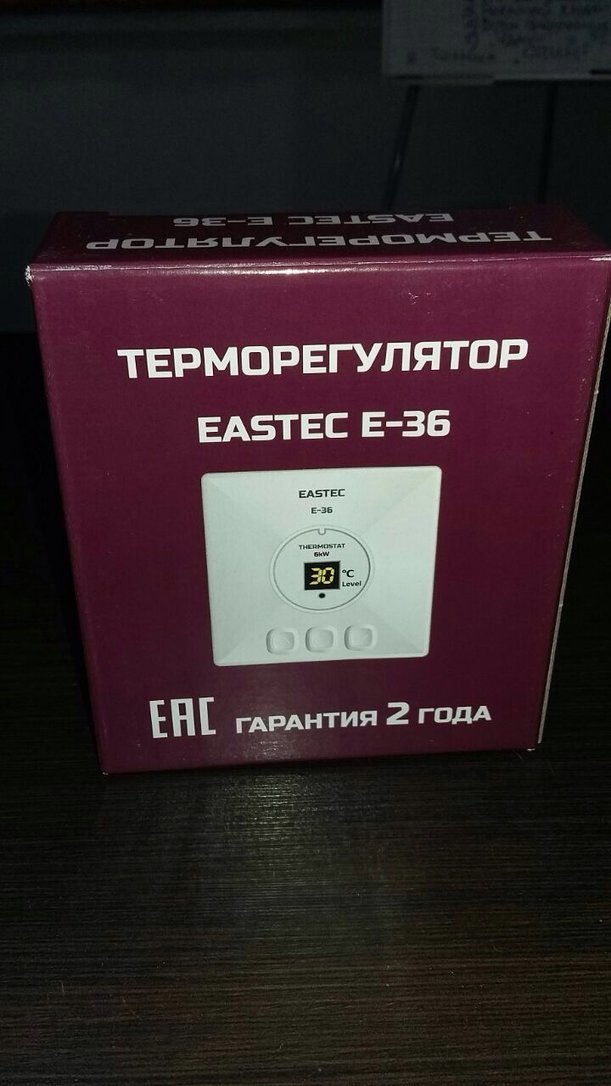 ТЕРМОРЕГУЛЯТОР
EASTEC E-36
ТЕРМОРЕГУЛЯТОР
EASTEC E-36
EASTEC
E-36
THERMOSTAT
6kW
30 °C
Level
EAC ГАРАНТИЯ 2 ГОДА